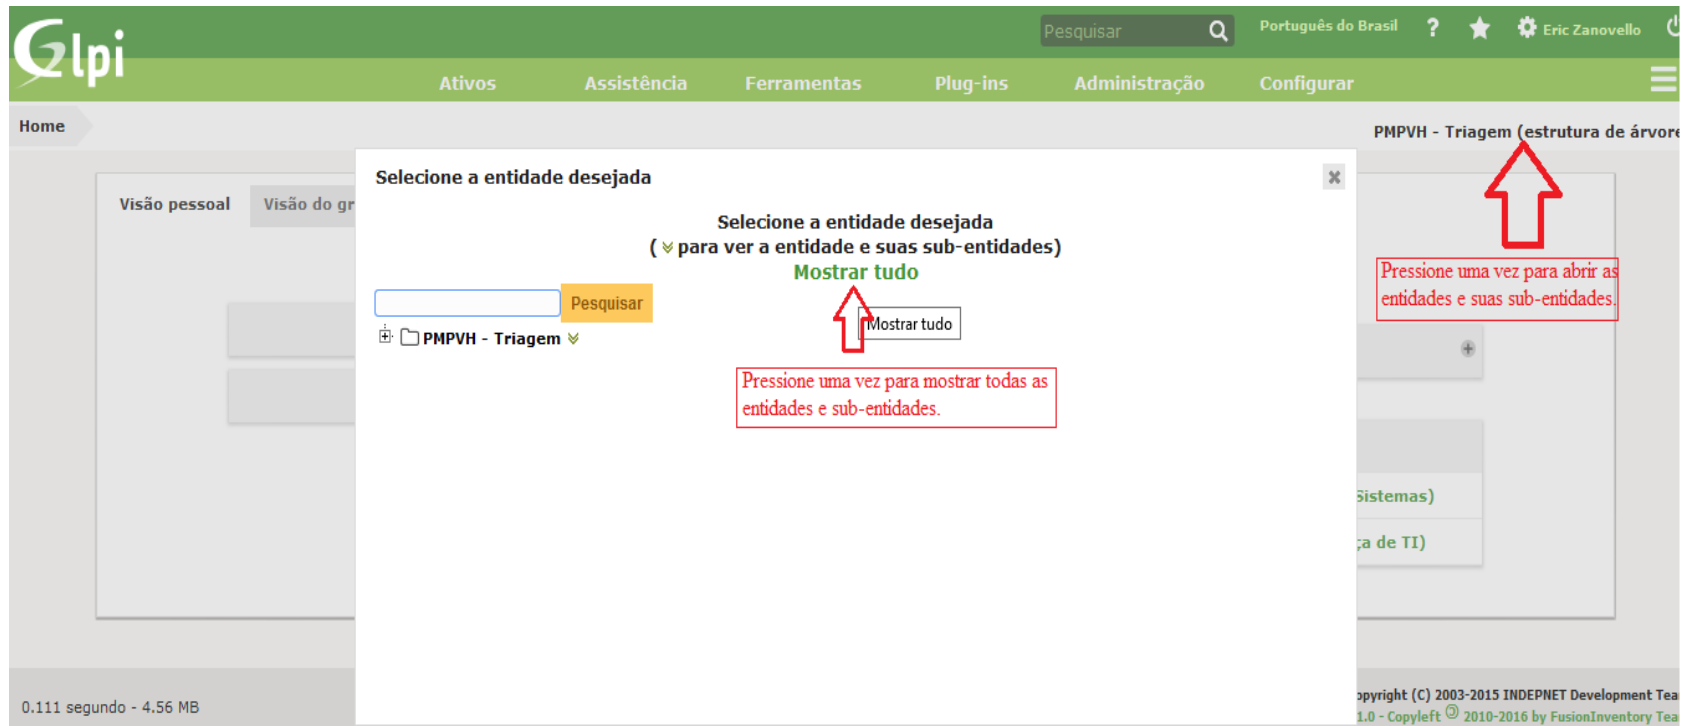 Glpi
Pesquisar
Português do Brasil
?
Eric Zanovello
Ativos
Assistência
Ferramentas
Plug-ins
Administração
Configurar
Home
PMPVH - Triagem (estrutura de árvore
Selecione a entidade desejada
Visão pessoal
Visão do gr
Selecione a entidade desejada
( para ver a entidade e suas sub-entidades)
Mostrar tudo
Pressione uma vez para abrir as
entidades e suas sub-entidades.
Pesquisar
Mostrar tudo
PMPVH - Triagem
Pressione uma vez para mostrar todas as
entidades e sub-entidades.
Sistemas)
ça de TI)
0.111 segundo - 4.56 MB
opyright (C) 2003-2015 INDEPNET Development Tea
1.0 - Copyleft 2010-2016 by FusionInventory Tea